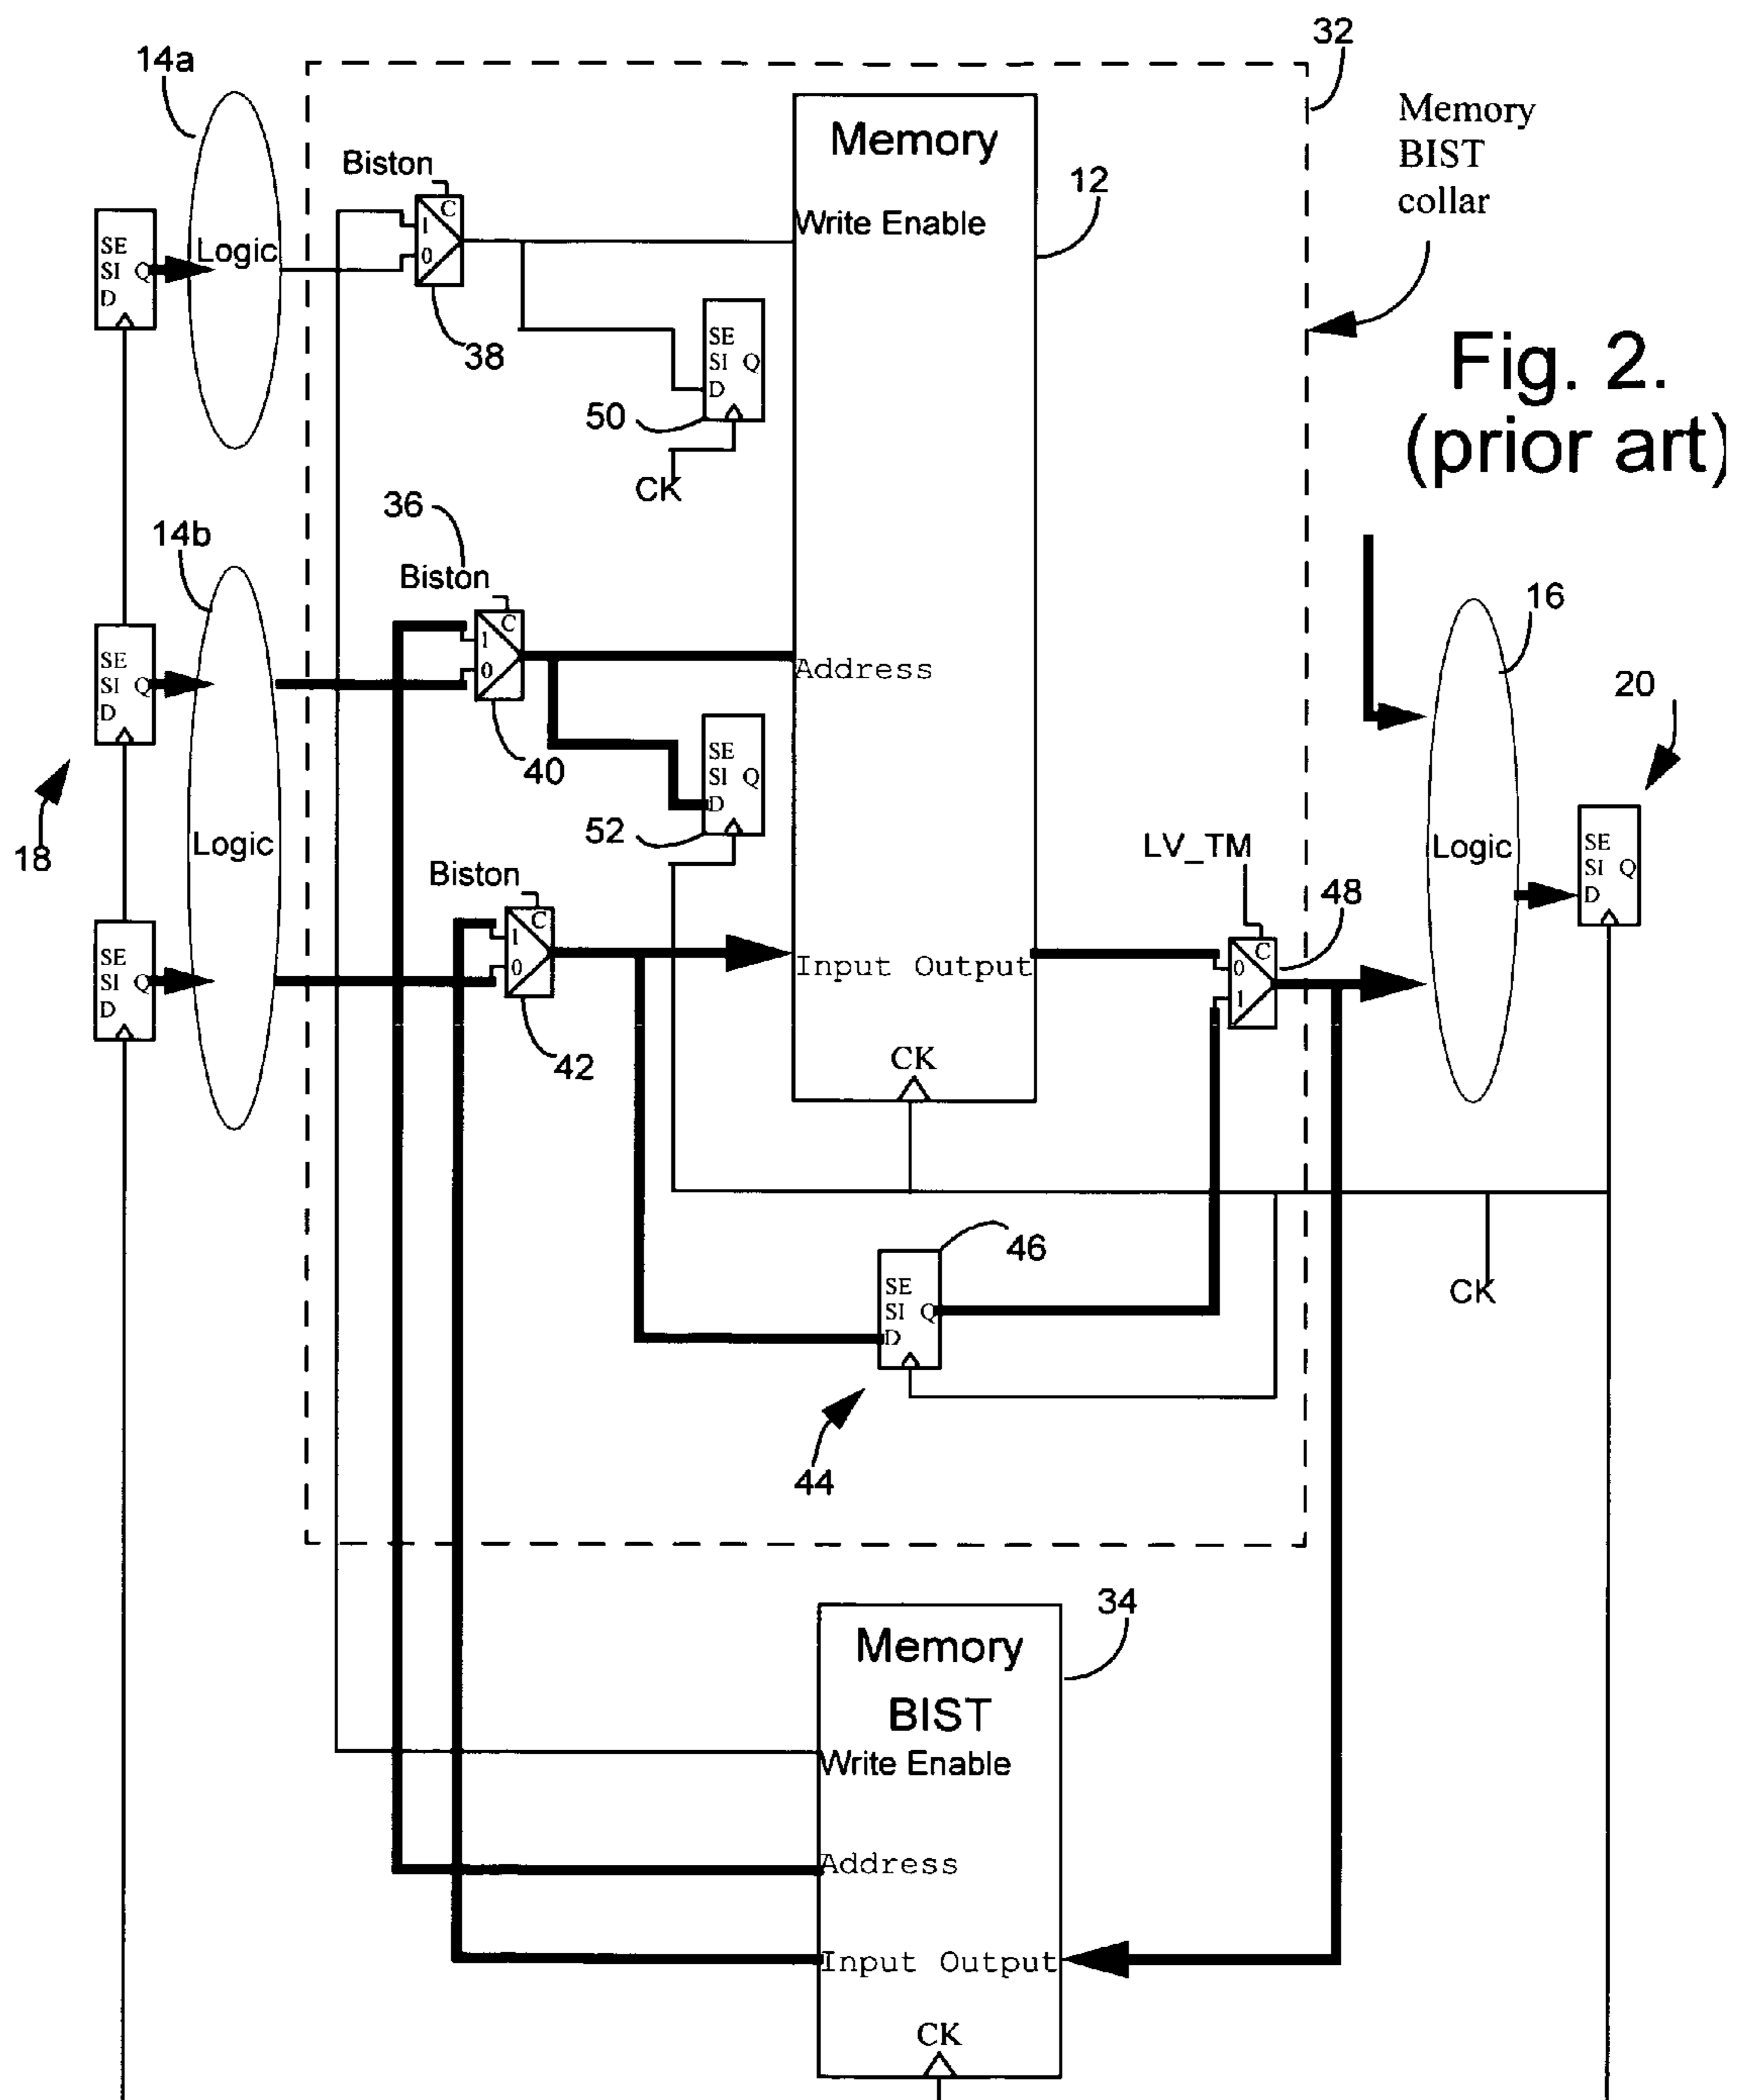 32
14a
Memory
BIST
collar
Memory
Biston
12
C
1
0
Write Enable
SE
SI Q
D
Logic
38
SE
SI Q
D
50
CK
Fig. 2.
(prior art)
36
14b
Biston
C
1
0
16
SE
SI Q
D
Address
20
40
SE
SI Q
D
52
18
Logic
LV_TM
Logic
SE
SI Q
D
Biston
48
C
1
0
C
0
1
SE
SI Q
D
Input Output
CK
42
46
SE
SI Q
D
CK
44
34
Memory
BIST
Write Enable
Address
Input Output
CK